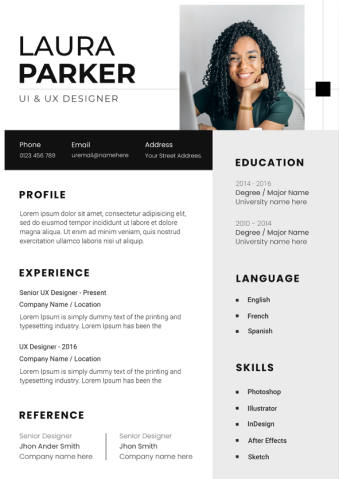 LAURA
PARKER
UI & UX DESIGNER
Phone
0123 456 789
Email
uremail@namehere
Address
Your Street Address
PROFILE
Lorem ipsum dolor sit amet, consectetur adipisicing elit,
sed do eiusmod tempor incididunt ut labore et dolore
magna aliqua. Ut enim ad minim veniam, quis nostrud
exercitation ullamco laboris nisi ut aliquip.
EXPERIENCE
Senior UX Designer - Present
Company Name / Location
Lorem Ipsum is simply dummy text of the printing and
typesetting industry. Lorem Ipsum has been the
UX Designer - 2016
Company Name / Location
Lorem Ipsum is simply dummy text of the printing and
typesetting industry. Lorem Ipsum has been the
REFERENCE
Senior Designer
Jhon Ander Smith
Company name here
Senior Designer
Jhon Smith
Company name here
EDUCATION
2014 - 2016
Degree / Major Name
University name here
2010 - 2014
Degree / Major Name
University name here
LANGUAGE
English
French
Spanish
SKILLS
Photoshop
Illustrator
InDesign
After Effects
Sketch